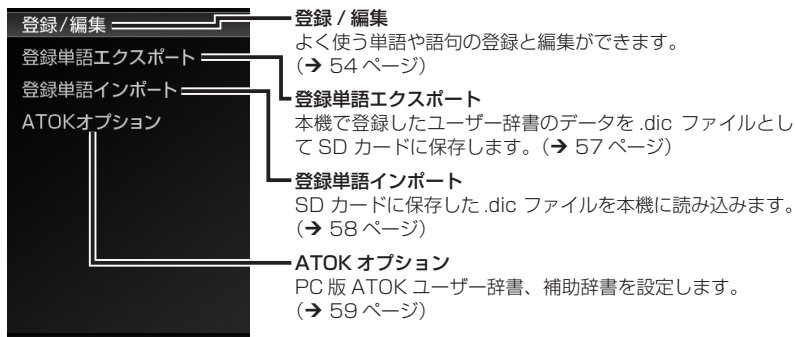 登録/編集
登録単語エクスポート
登録単語インポート
ATOKオプション
登録 / 編集
よく使う単語や語句の登録と編集ができます。
(➔ 54 ページ)
登録単語エクスポート
本機で登録したユーザー辞書のデータを .dic ファイルとし
て SD カードに保存します。(➔ 57 ページ)
登録単語インポート
SD カードに保存した .dic ファイルを本機に読み込みます。
(➔ 58 ページ)
ATOK オプション
PC 版 ATOK ユーザー辞書、補助辞書を設定します。
(➔ 59 ページ)